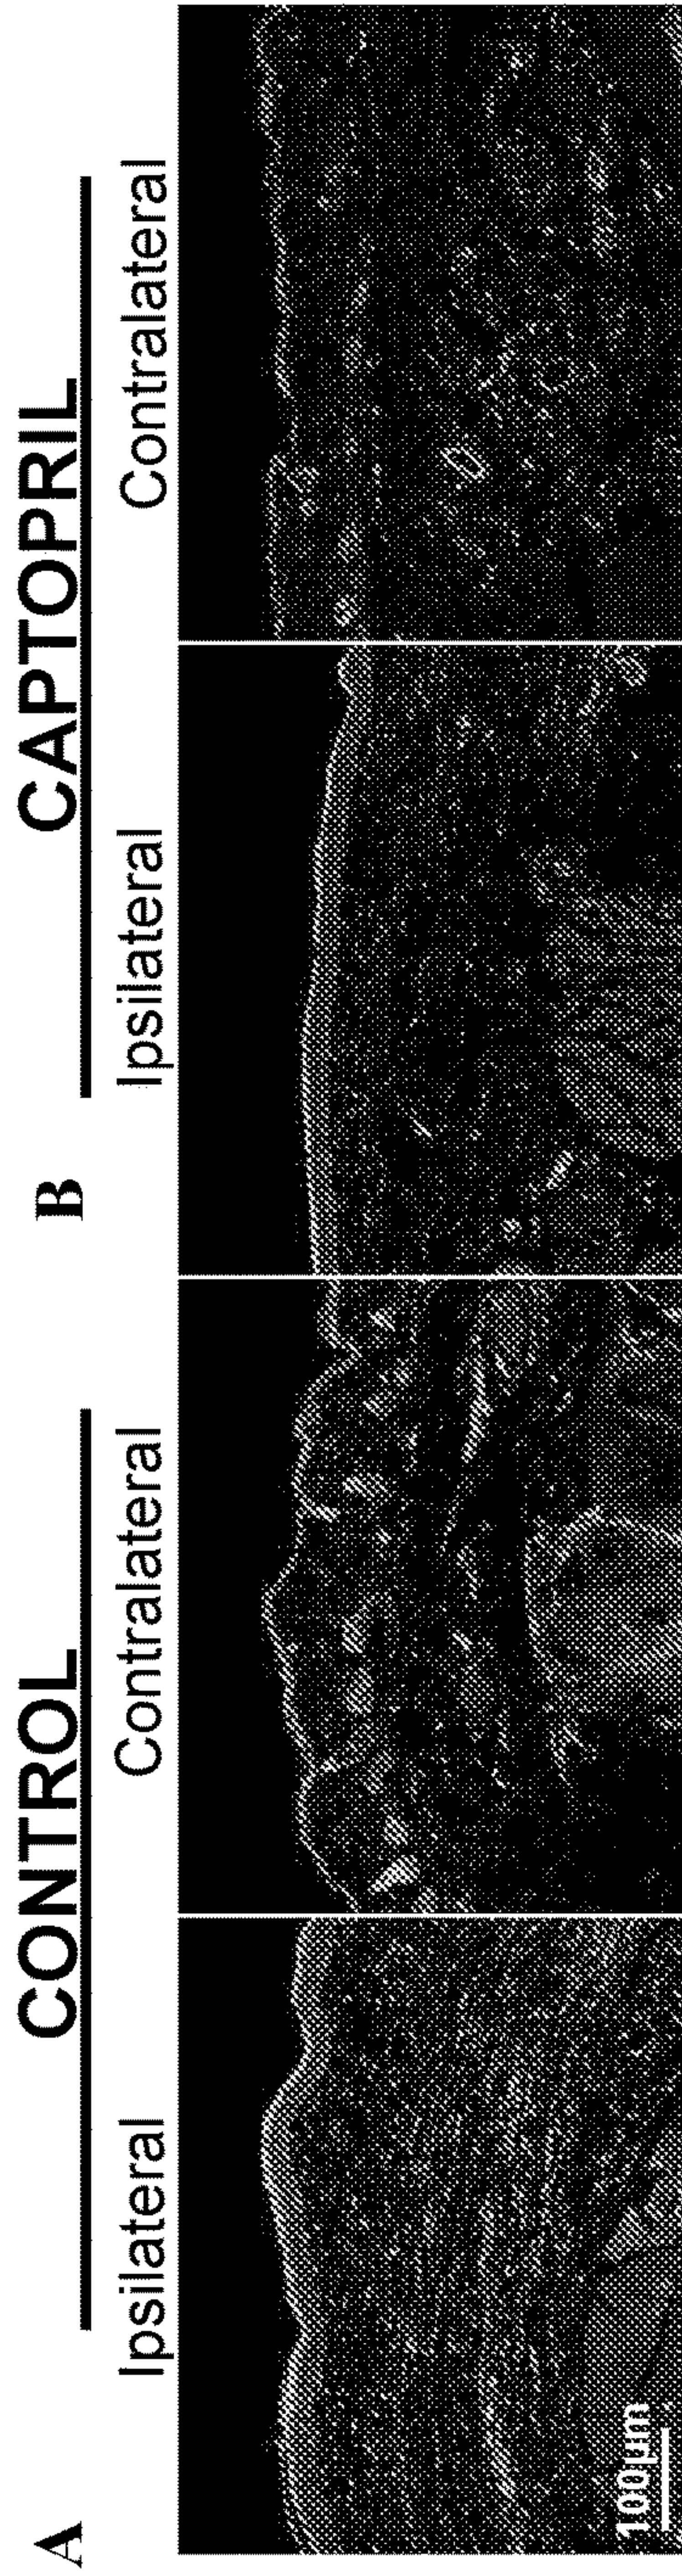 A
CONTROL
Ipsilateral
Contralateral
B
CAPTOPRIL
Ipsilateral
Contralateral
100µm